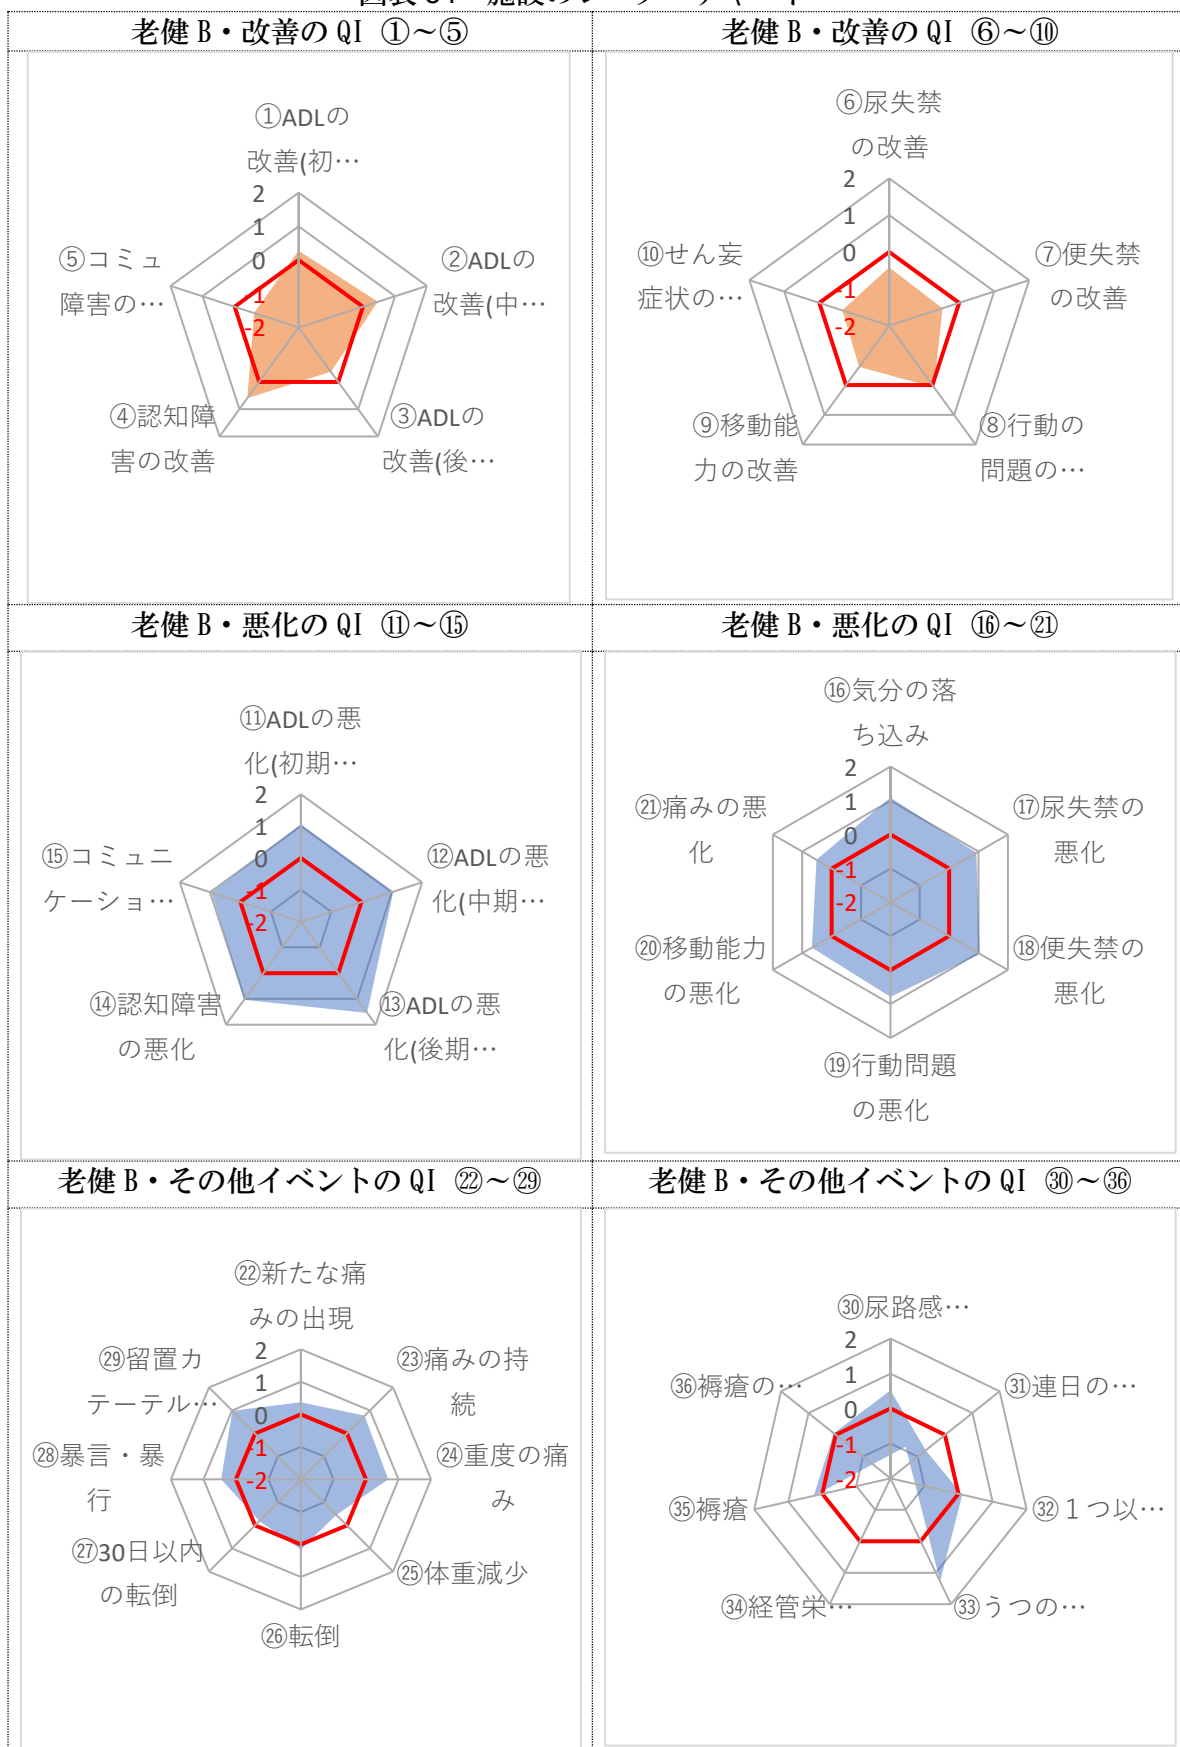 老健 B・改善の QI ①～⑤
老健 B・改善の QI ⑥～⑩
①ADLの
改善(初…
2
1
0
-1
-2
⑤コミュ
障害の…
②ADLの
改善(中…
④認知障
害の改善
③ADLの
改善(後…
⑥尿失禁
の改善
2
1
0
-1
-2
⑩せん妄
症状の…
⑦便失禁
の改善
⑨移動能
力の改善
⑧行動の
問題の…
老健 B・悪化の QI ⑪～⑮
老健 B・悪化の QI ⑯～㉑
⑪ADLの悪
化(初期…
2
1
0
-1
-2
⑮コミュニ
ケーショ…
⑫ADLの悪
化(中期…
⑭認知障害
の悪化
⑬ADLの悪
化(後期…
⑯気分の落
ち込み
2
1
0
-1
-2
㉑痛みの悪
化
⑰尿失禁の
悪化
⑳移動能力
の悪化
⑱便失禁の
悪化
⑲行動問題
の悪化
老健 B・その他イベントの QI ㉒～㉙
老健 B・その他イベントの QI ㉚～㊱
㉒新たな痛
みの出現
2
1
0
-1
-2
㉙留置カ
テーテル…
㉓痛みの持
続
㉘暴言・暴
行
㉔重度の痛
み
㉗30日以内
の転倒
㉕体重減少
㉖転倒
㉚尿路感…
2
1
0
-1
-2
㊱褥瘡の…
㉛連日の…
㉟褥瘡
㉜１つ以…
㉞経管栄…
㉝うつの…